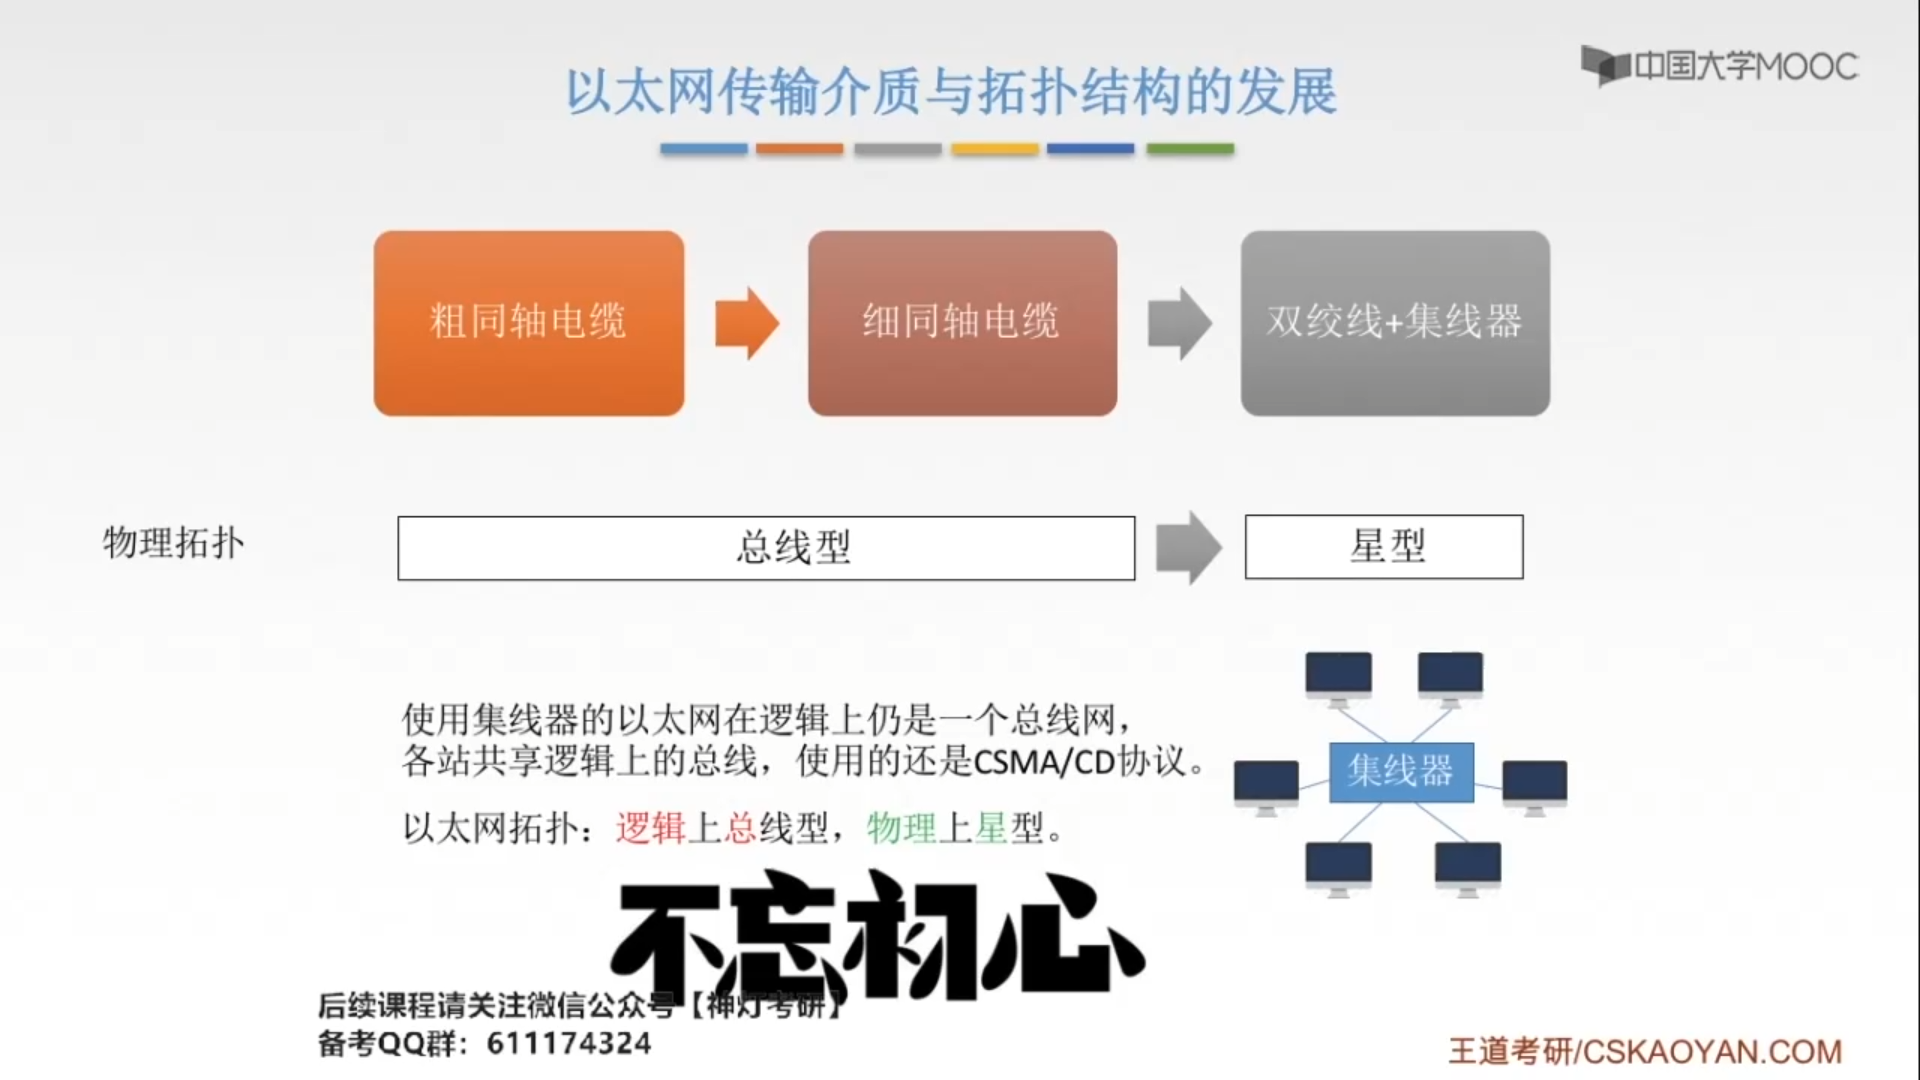 以太网传输介质与拓扑结构的发展
中国大学MOOC
粗同轴电缆
细同轴电缆
双绞线+集线器
物理拓扑
总线型
星型
使用集线器的以太网在逻辑上仍是一个总线网，
各站共享逻辑上的总线，使用的还是CSMA/CD协议。
集线器
以太网拓扑：逻辑上总线型，物理上星型。
不忘初心
后续课程请关注微信公众号【神灯考研】
备考QQ群：611174324
王道考研/CSKAOYAN.COM